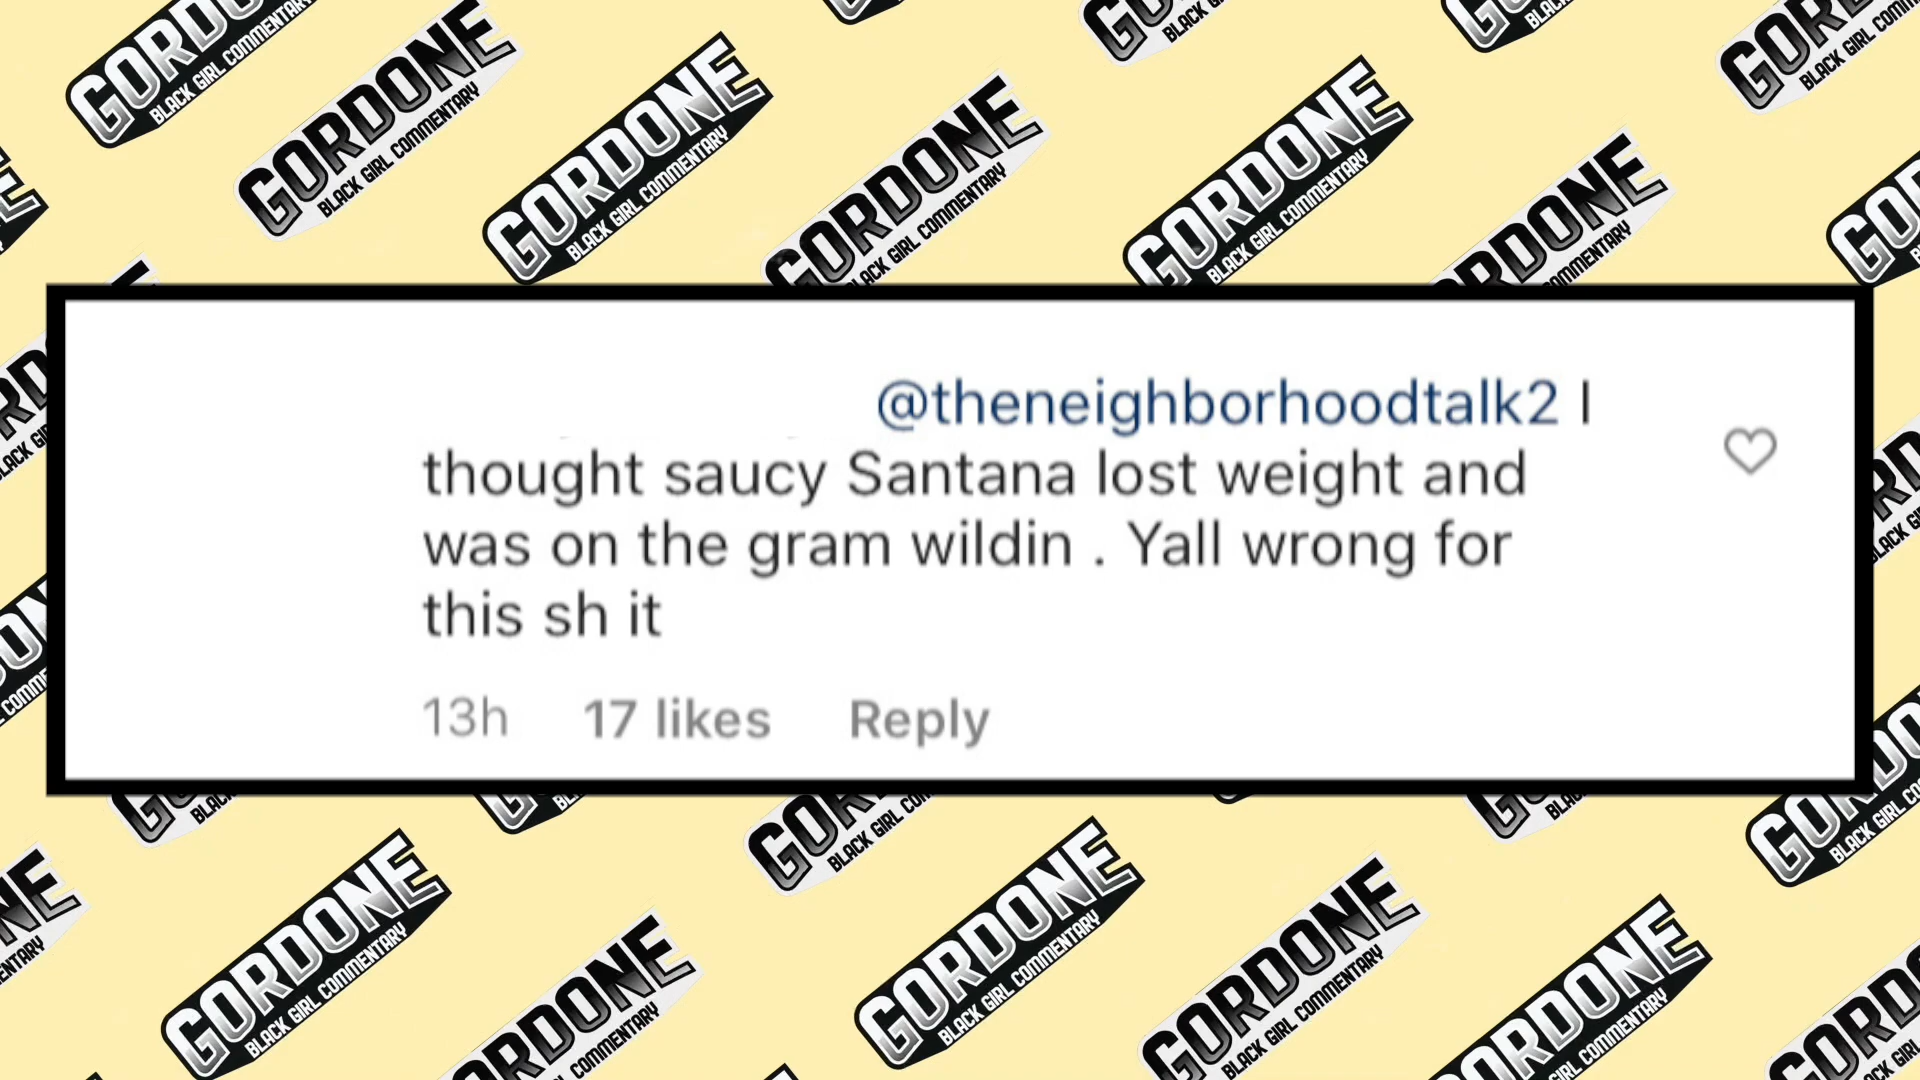 GORDONE
BLACK GIRL COMMENTARY
@theneighborhoodtalk2 I
thought saucy Santana lost weight and
was on the gram wildin . Yall wrong for
this sh it
13h 17 likes Reply